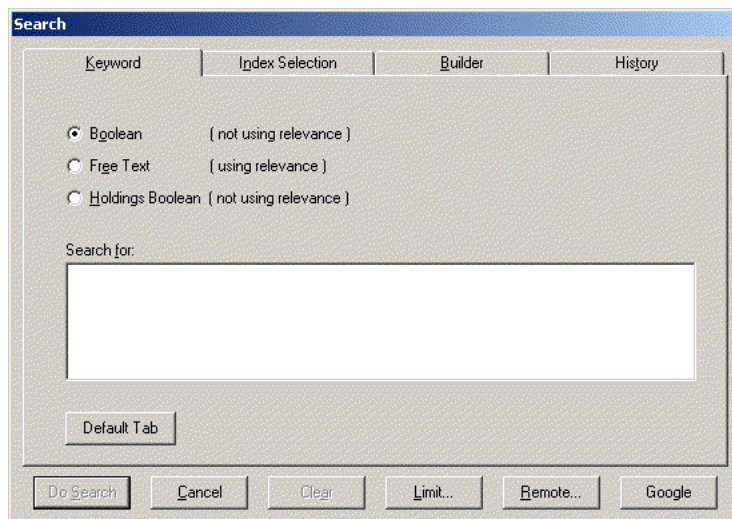 Search
Keyword Index Selection Builder History
Boolean ( not using relevance )
Free Text ( using relevance )
Holdings Boolean ( not using relevance )
Search for:
Default Tab
Do Search Cancel Clear Limit... Remote... Google